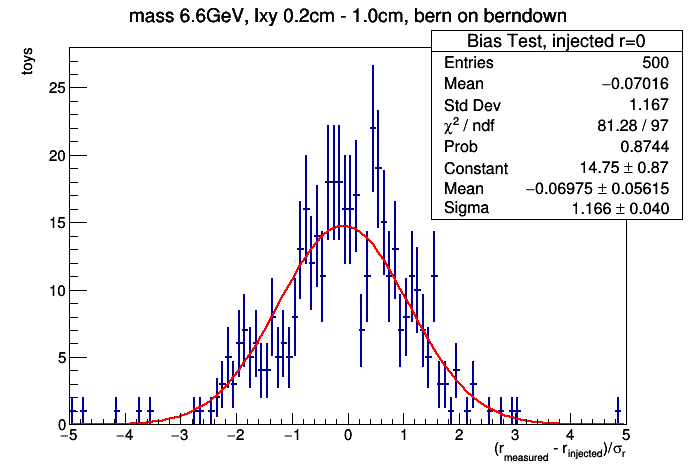 mass 6.6GeV, lxy 0.2cm - 1.0cm, bern on berndown
Bias Test, injected r=0
Entries 500
Mean −0.07016
Std Dev 1.167
χ² / ndf 81.28 / 97
Prob 0.8744
Constant 14.75 ± 0.87
Mean −0.06975 ± 0.05615
Sigma 1.166 ± 0.040
toys
25
20
15
10
5
0
−5 −4 −3 −2 −1 0 1 2 3 4 5
(r_measured - r_injected)/σ_r